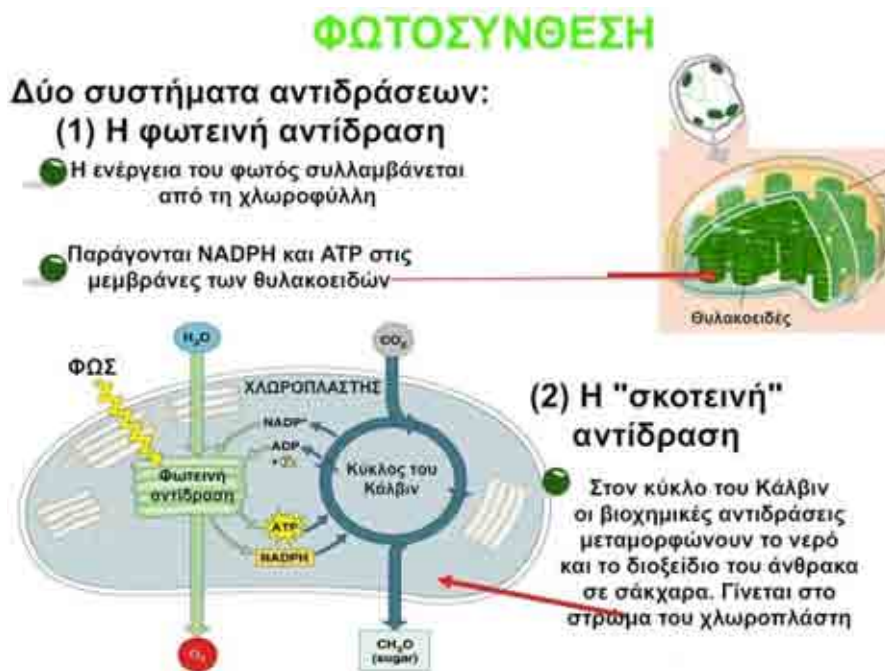 ΦΩΤΟΣΥΝΘΕΣΗ
Δύο συστήματα αντιδράσεων:
(1) Η φωτεινή αντίδραση
Η ενέργεια του φωτός συλλαμβάνεται
από τη χλωροφύλλη
Παράγονται NADPH και ATP στις
μεμβράνες των θυλακοειδών
Θυλακοειδές
H₂O
CO₂
ΦΩΣ
ΧΛΩΡΟΠΛΑΣΤΗΣ
NADP⁺
ADP
Φωτεινή
αντίδραση
Κύκλος του
Κάλβιν
ATP
NADPH
O₂
CH₂O
(sugar)
(2) Η "σκοτεινή"
αντίδραση
Στον κύκλο του Κάλβιν
οι βιοχημικές αντιδράσεις
μεταμορφώνουν το νερό
και το διοξείδιο του άνθρακα
σε σάκχαρα. Γίνεται στο
στρωμα του χλωροπλάστη